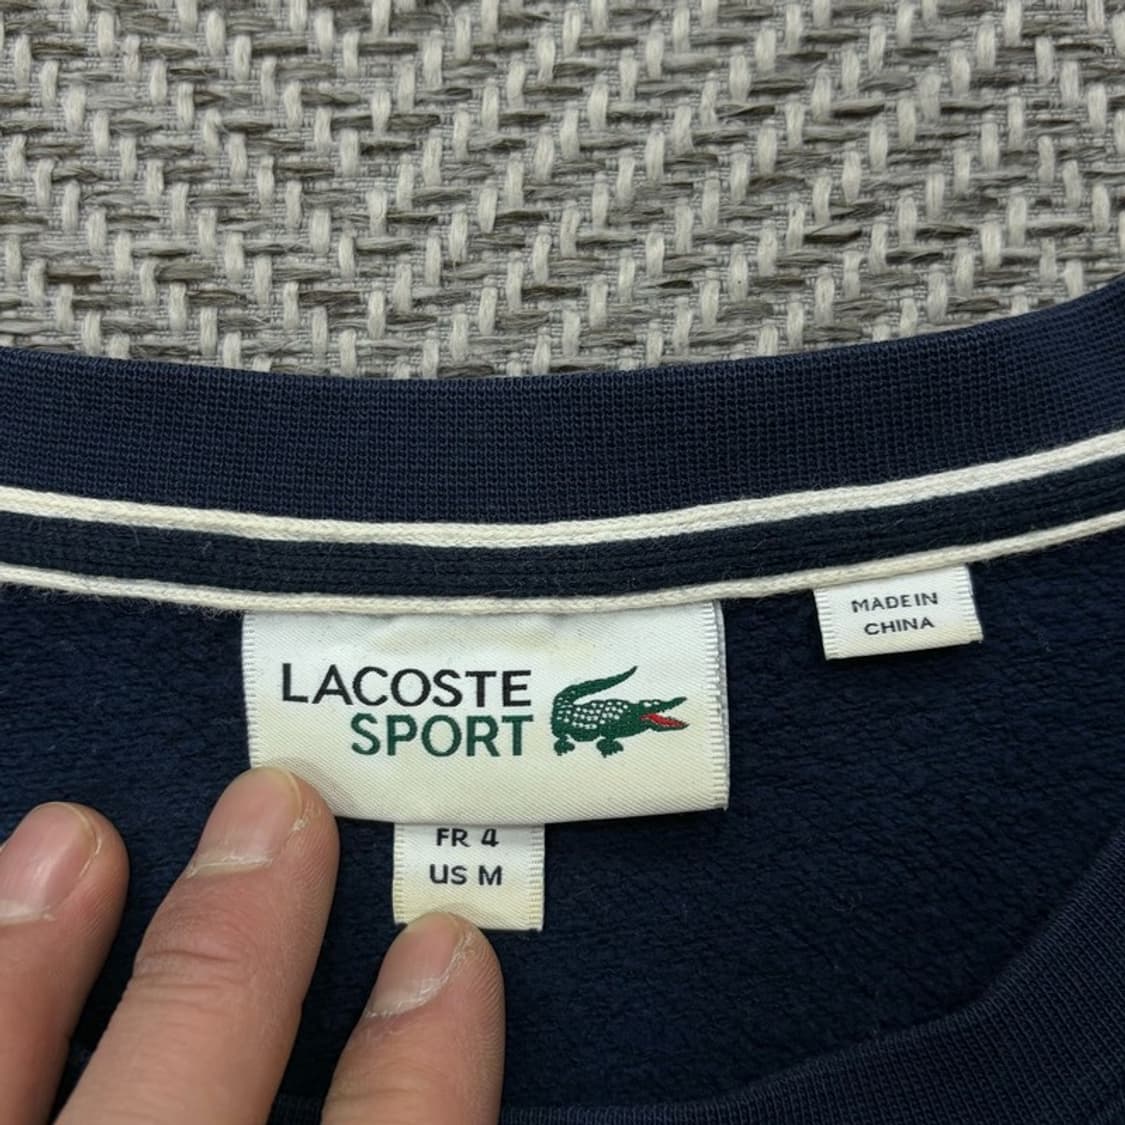 LACOSTE
SPORT
FR 4
US M
MADE IN
CHINA